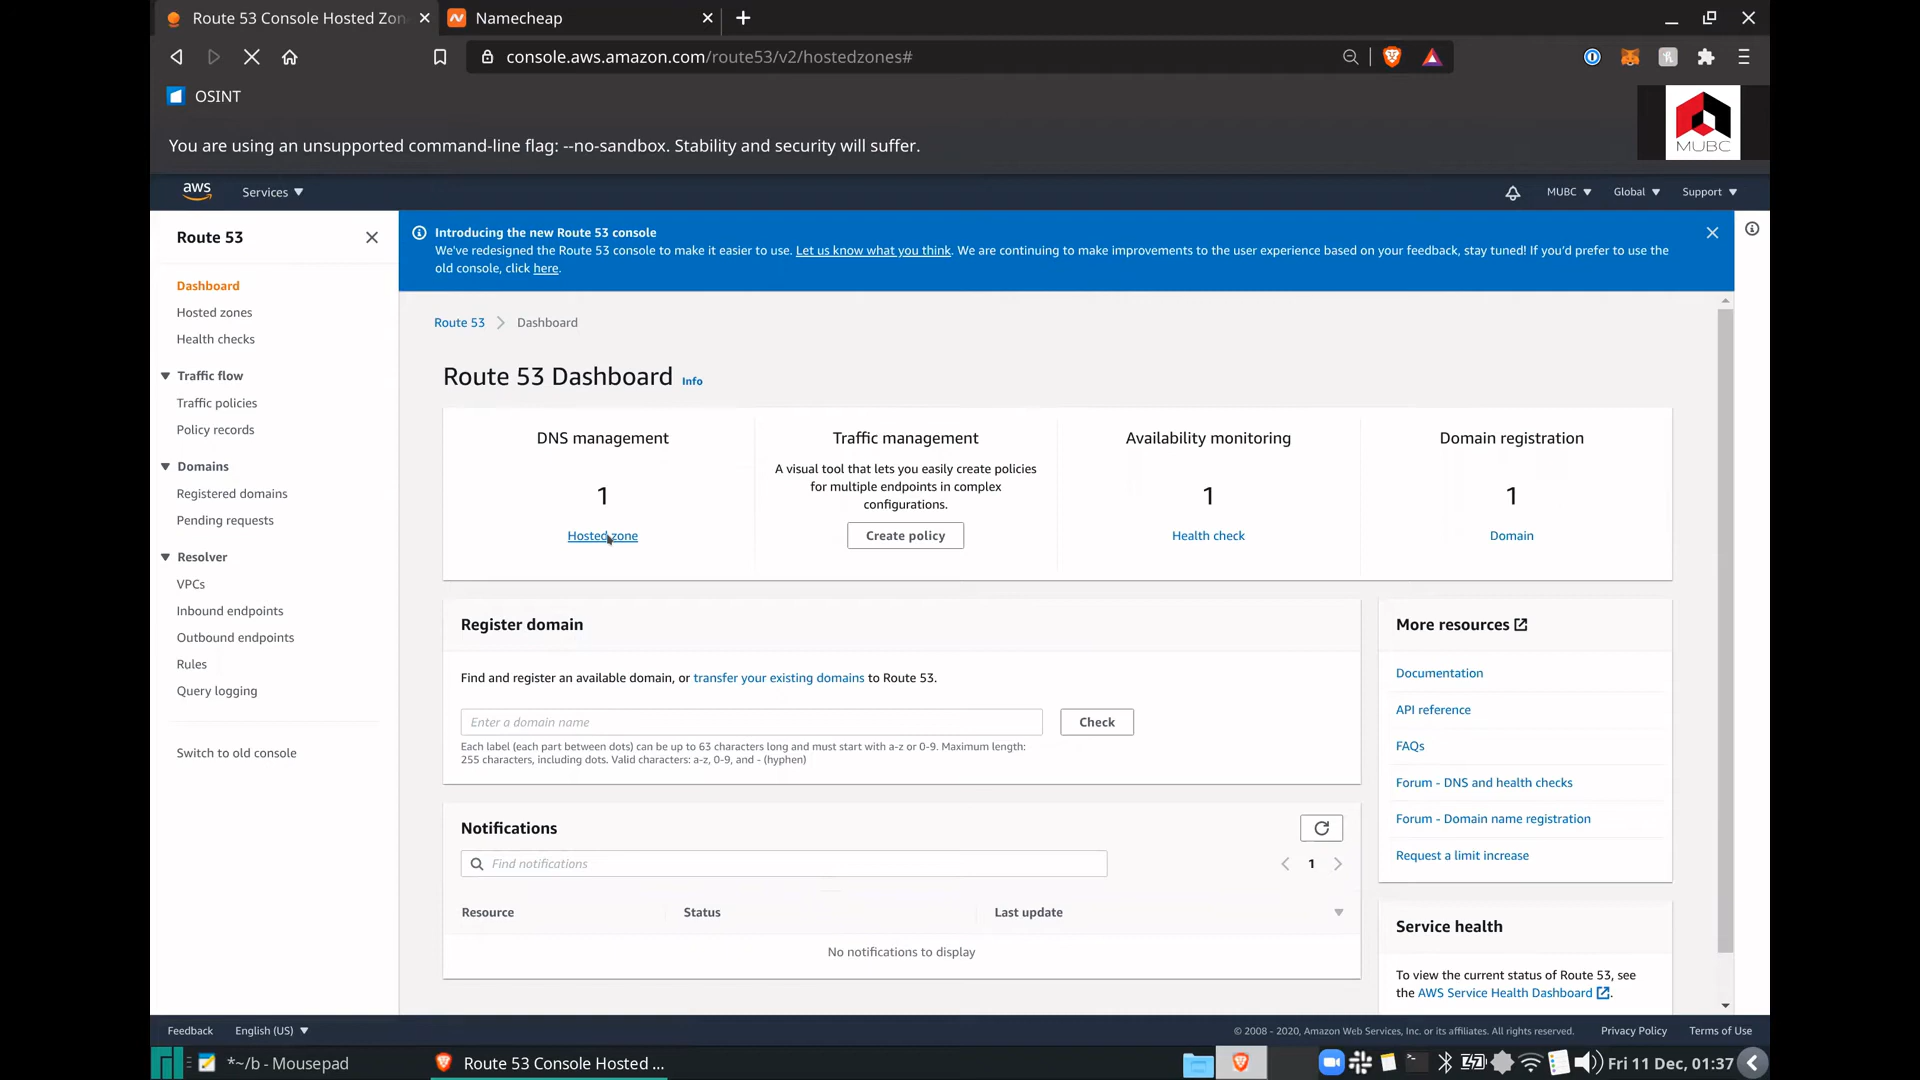 Route 53 Console Hosted Zon
Namecheap
console.aws.amazon.com/route53/v2/hostedzones#
OSINT
MUBC
You are using an unsupported command-line flag: --no-sandbox. Stability and security will suffer.
aws
Services
MUBC
Global
Support
Route 53
Dashboard
Hosted zones
Health checks
Traffic flow
Traffic policies
Policy records
Domains
Registered domains
Pending requests
Resolver
VPCs
Inbound endpoints
Outbound endpoints
Rules
Query logging
Switch to old console
Introducing the new Route 53 console
We've redesigned the Route 53 console to make it easier to use. Let us know what you think. We are continuing to make improvements to the user experience based on your feedback, stay tuned! If you'd prefer to use the
old console, click here.
Route 53
Dashboard
Route 53 Dashboard Info
DNS management
1
Hosted zone
Traffic management
A visual tool that lets you easily create policies
for multiple endpoints in complex
configurations.
Create policy
Availability monitoring
1
Health check
Domain registration
1
Domain
Register domain
Find and register an available domain, or transfer your existing domains to Route 53.
Enter a domain name
Check
Each label (each part between dots) can be up to 63 characters long and must start with a-z or 0-9. Maximum length:
255 characters, including dots. Valid characters: a-z, 0-9, and - (hyphen)
Notifications
Find notifications
1
Resource
Status
Last update
No notifications to display
More resources
Documentation
API reference
FAQs
Forum - DNS and health checks
Forum - Domain name registration
Request a limit increase
Service health
To view the current status of Route 53, see
the AWS Service Health Dashboard.
Feedback
English (US)
© 2008 - 2020, Amazon Web Services, Inc. or its affiliates. All rights reserved.
Privacy Policy
Terms of Use
*~/b - Mousepad
Route 53 Console Hosted ...
Fri 11 Dec, 01:37